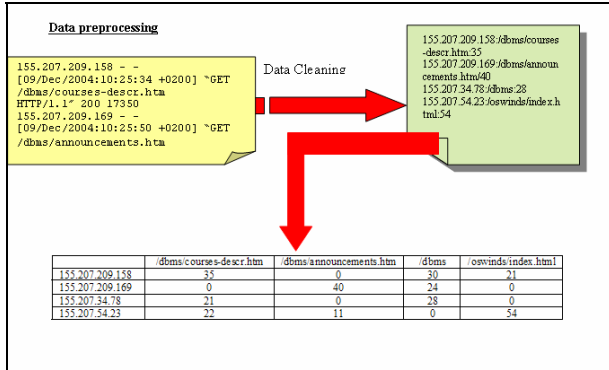 Data preprocessing
155.207.209.158 - -
[09/Dec/2004:10:25:34 +0200] "GET
/dbms/courses-descr.htm
HTTP/1.1" 200 17350
155.207.209.169 - -
[09/Dec/2004:10:25:50 +0200] "GET
/dbms/announcements.htm
Data Cleaning
155.207.209.158:/dbms/courses
-descr.htm:35
155.207.209.169:/dbms/announ
cements.htm/40
155.207.34.78:/dbms:28
155.207.54.23:/oswinds/index.h
tml:54
/dbms/courses-descr.htm /dbms/announcements.htm /dbms /oswinds/index.html
155.207.209.158 35 0 30 21
155.207.209.169 0 40 24 0
155.207.34.78 21 0 28 0
155.207.54.23 22 11 0 54